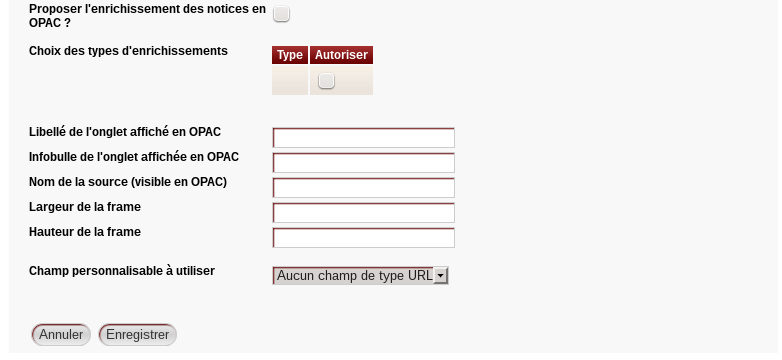 Proposer l'enrichissement des notices en
OPAC ?
Choix des types d'enrichissements
Type Autoriser
Libellé de l'onglet affiché en OPAC
Infobulle de l'onglet affichée en OPAC
Nom de la source (visible en OPAC)
Largeur de la frame
Hauteur de la frame
Champ personnalisable à utiliser Aucun champ de type URL
Annuler Enregistrer